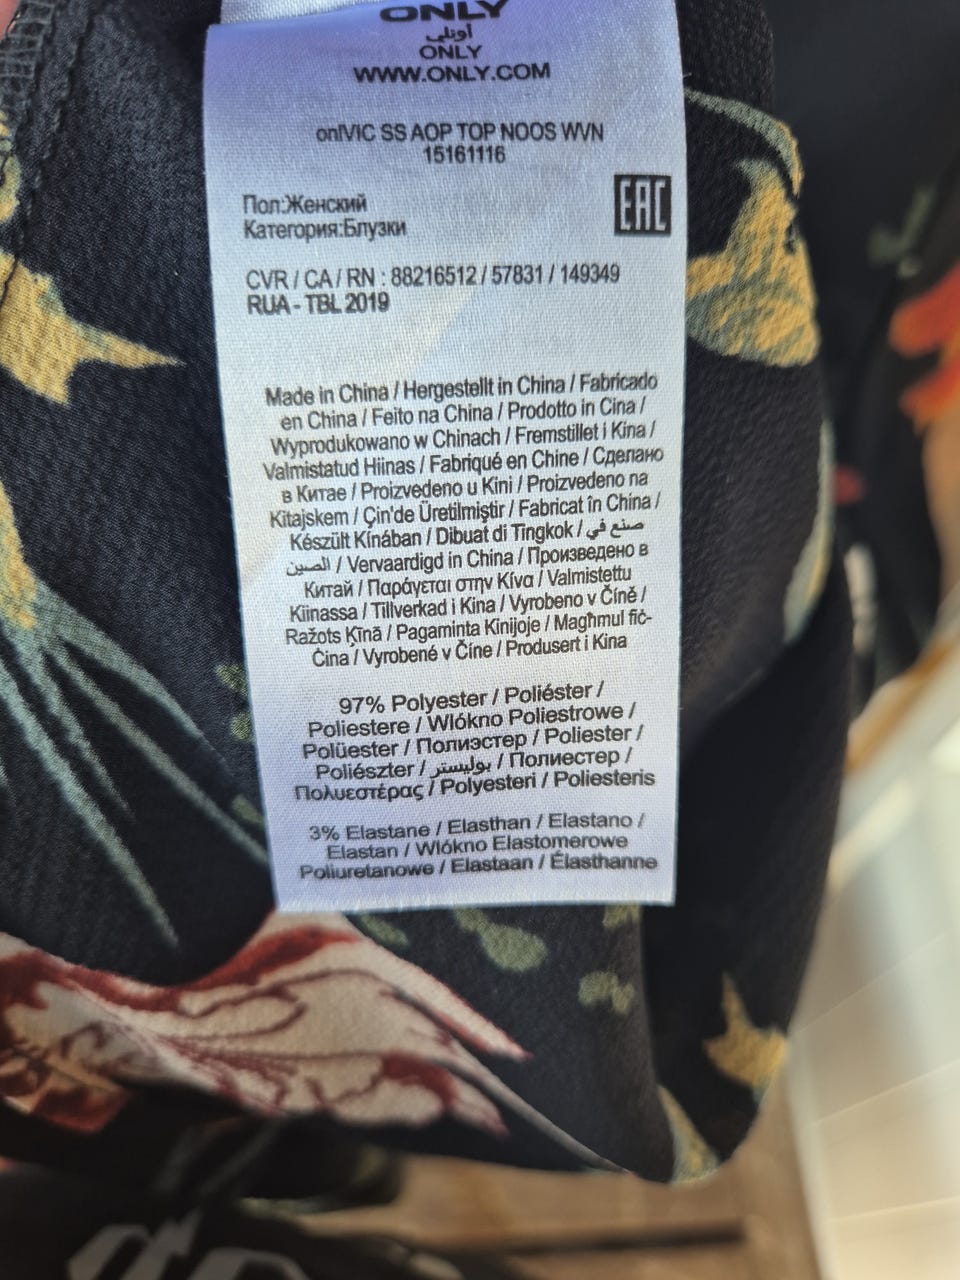 ONLY
أونلي
ONLY
WWW.ONLY.COM
onlVIC SS AOP TOP NOOS WVN
15161116
Пол:Женский
Категория:Блузки
EAC
CVR / CA / RN : 88216512 / 57831 / 149349
RUA - TBL 2019
Made in China / Hergestellt in China / Fabricado
en China / Feito na China / Prodotto in Cina /
Wyprodukowano w Chinach / Fremstillet i Kina /
Valmistatud Hiinas / Fabriqué en Chine / Сделано
в Китае / Proizvedeno u Kini / Proizvedeno na
Kitajskem / Çin'de Üretilmiştir / Fabricat în China /
Készült Kínában / Dibuat di Tingkok / صنع في
الصين / Vervaardigd in China / Произведено в
Китай / Παράγεται στην Κίνα / Valmistettu
Kiinassa / Tillverkad i Kina / Vyrobeno v Číně /
Ražots Ķīnā / Pagaminta Kinijoje / Magħmul fiċ-
Ċina / Vyrobené v Číne / Produsert i Kina
97% Polyester / Poliéster /
Poliestere / Wlókno Poliestrowe /
Polüester / Полиэстер / Poliester /
Poliészter / بوليستر / Полиестер /
Πολυεστέρας / Polyesteri / Poliesteris
3% Elastane / Elasthan / Elastano /
Elastan / Wlókno Elastomerowe
Poliuretanowe / Elastaan / Élasthanne